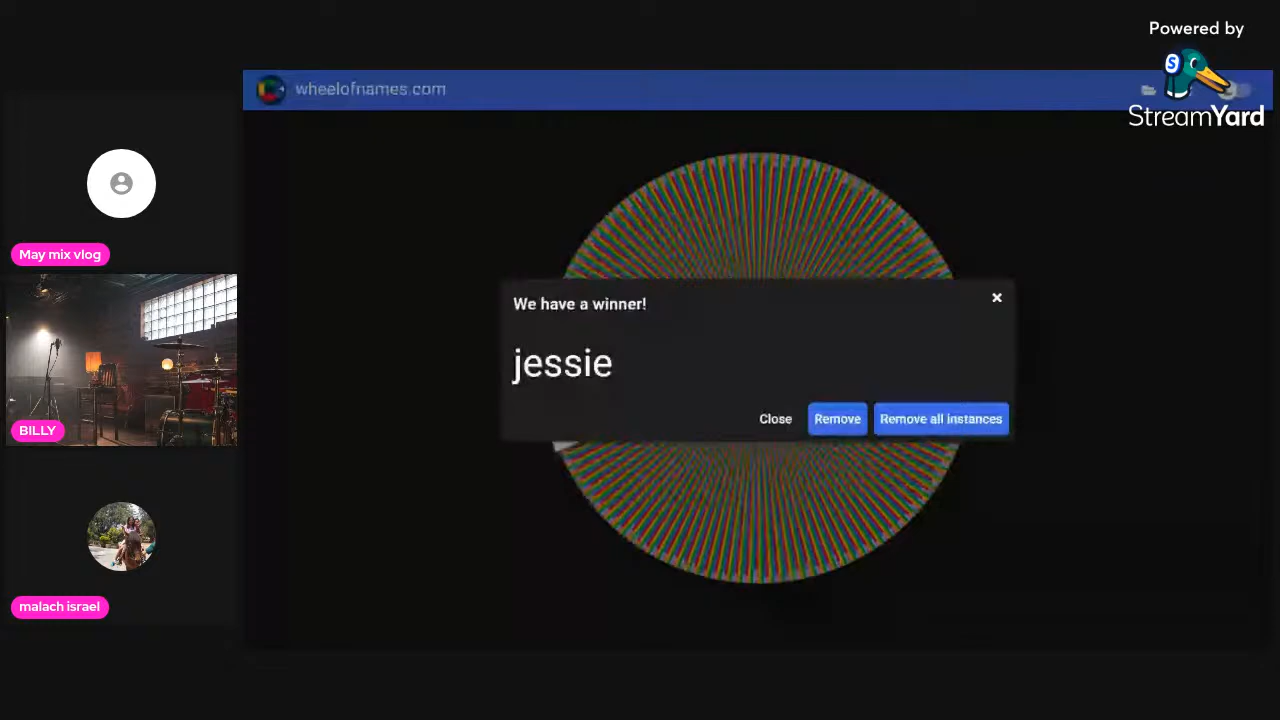 Powered by
S
StreamYard
wheelofnames.com
May mix vlog
BILLY
malach israel
We have a winner!
jessie
Close
Remove
Remove all instances